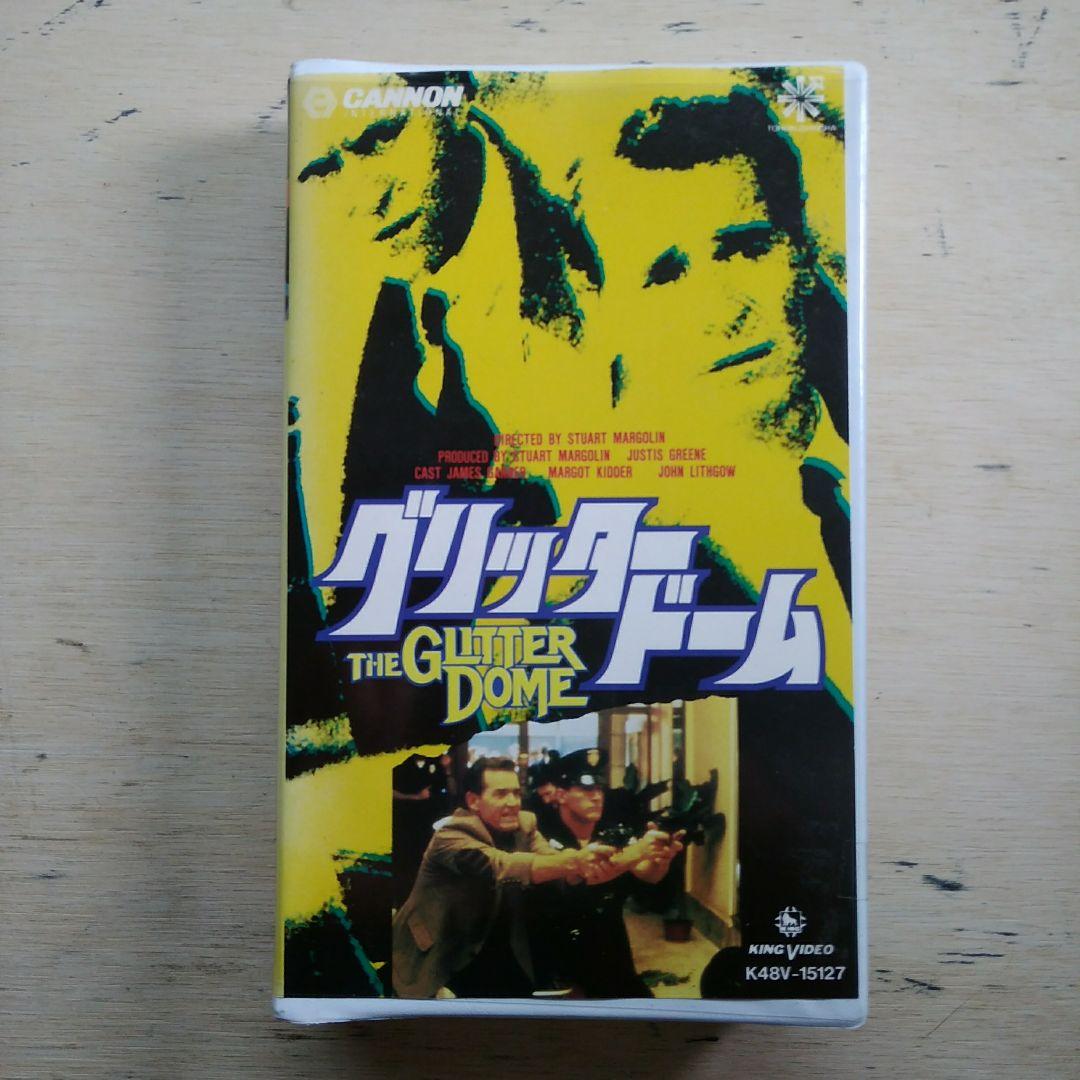 CANNON
INTERNATIONAL
DIRECTED BY STUART MARGOLIN
PRODUCED BY STUART MARGOLIN JUSTIS GREENE
CAST JAMES GARNER MARGOT KIDDER JOHN LITHGOW
グリッター
ドーム
THE GLITTER
DOME
KING VIDEO
K48V-15127